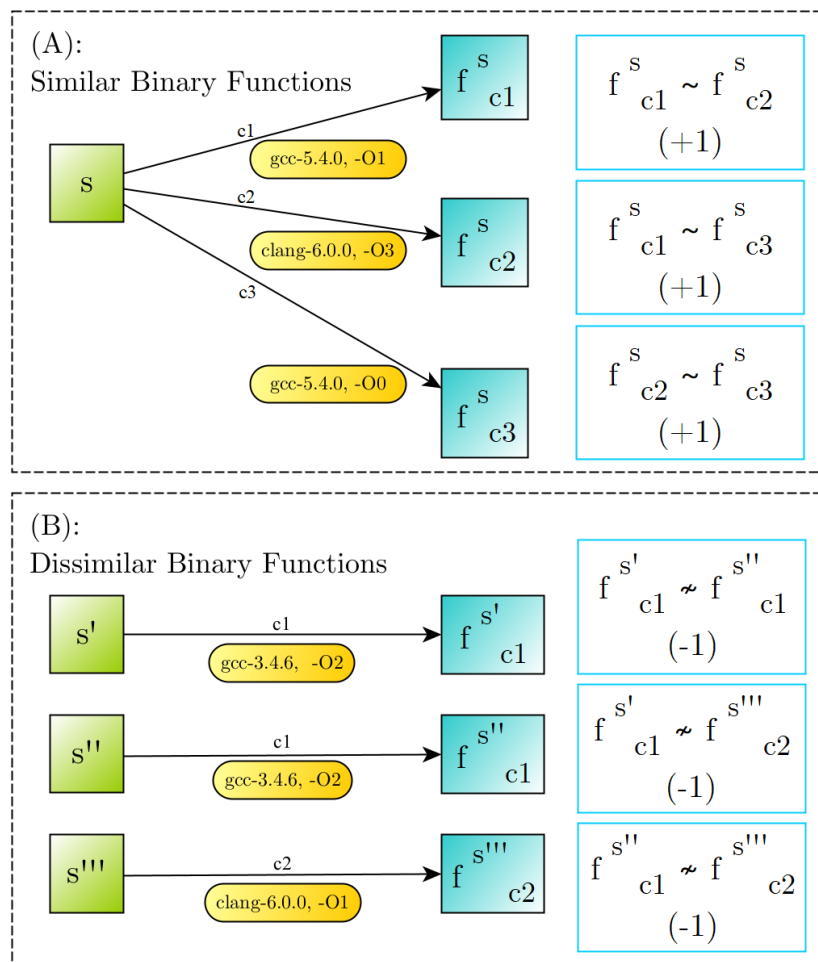 (A):
Similar Binary Functions
s
c1
gcc-5.4.0, -O1
c2
clang-6.0.0, -O3
c3
gcc-5.4.0, -O0
f s c1
f s c2
f s c3
f s c1 ~ f s c2
(+1)
f s c1 ~ f s c3
(+1)
f s c2 ~ f s c3
(+1)
(B):
Dissimilar Binary Functions
s'
c1
gcc-3.4.6, -O2
f s' c1
s''
c1
gcc-3.4.6, -O2
f s'' c1
s'''
c2
clang-6.0.0, -O1
f s''' c2
f s' c1 ≁ f s'' c1
(-1)
f s' c1 ≁ f s''' c2
(-1)
f s'' c1 ≁ f s''' c2
(-1)